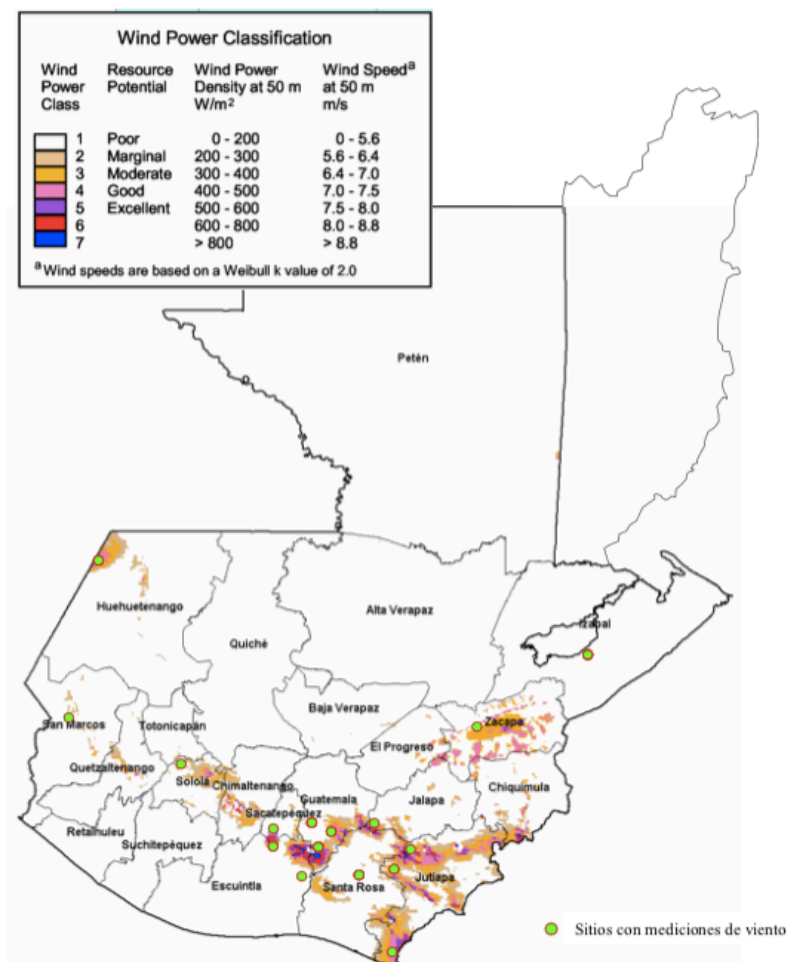 Wind Power Classification
Wind Power Class Resource Potential Wind Power Density at 50 m W/m² Wind Speedᵃ at 50 m m/s
1 Poor 0 - 200 0 - 5.6
2 Marginal 200 - 300 5.6 - 6.4
3 Moderate 300 - 400 6.4 - 7.0
4 Good 400 - 500 7.0 - 7.5
5 Excellent 500 - 600 7.5 - 8.0
6 600 - 800 8.0 - 8.8
7 > 800 > 8.8
ᵃ Wind speeds are based on a Weibull k value of 2.0
Petén
Huehuetenango
Quiché
Alta Verapaz
Izabal
San Marcos
Totonicapán
Baja Verapaz
Zacapa
El Progreso
Quetzaltenango
Sololá
Chimaltenango
Guatemala
Jalapa
Chiquimula
Sacatepéquez
Retalhuleu
Suchitepéquez
Escuintla
Santa Rosa
Jutiapa
Sitios con mediciones de viento